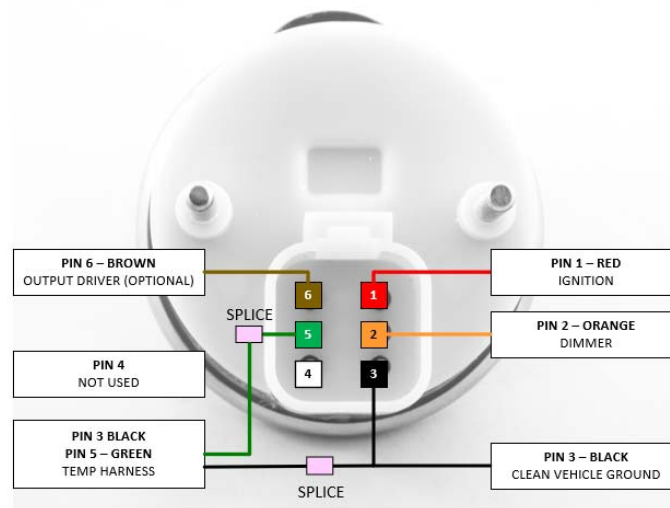 PIN 6 – BROWN
OUTPUT DRIVER (OPTIONAL)
PIN 1 – RED
IGNITION
6
1
SPLICE
5
2
PIN 2 – ORANGE
DIMMER
PIN 4
NOT USED
4
3
PIN 3 BLACK
PIN 5 – GREEN
TEMP HARNESS
PIN 3 – BLACK
CLEAN VEHICLE GROUND
SPLICE